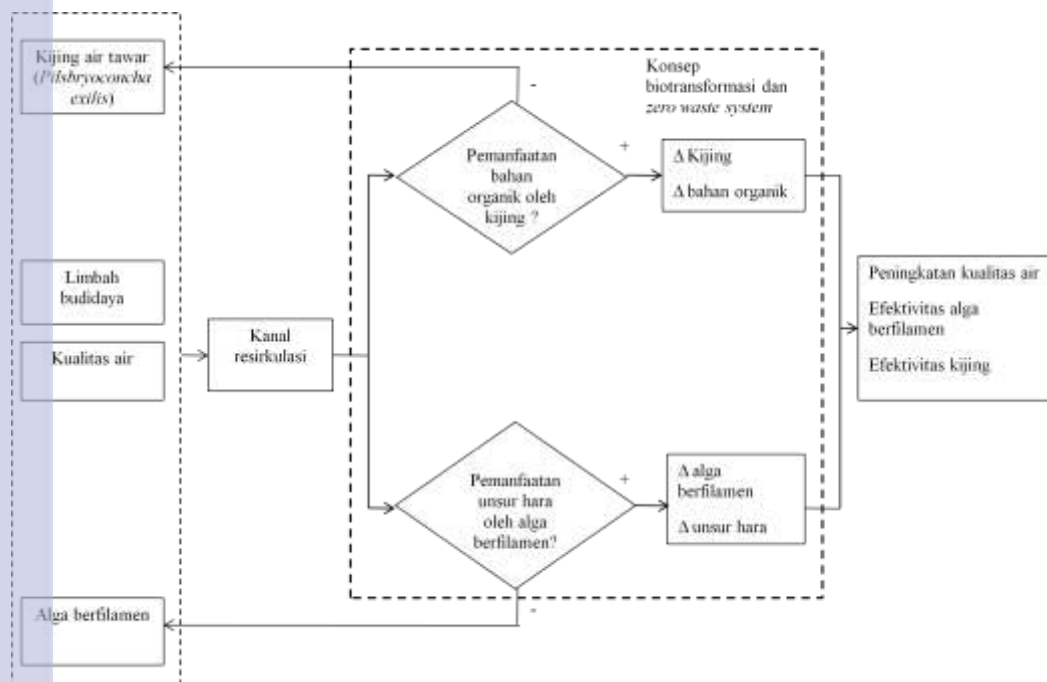 Kijing air tawar
(Pilsbryoconcha
exilis)
Limbah
budidaya
Kualitas air
Alga berfilamen
Kanal
resirkulasi
Konsep
biotransformasi dan
zero waste system
-
Pemanfaatan
bahan
organik oleh
kijing ?
+
Δ Kijing
Δ bahan organik
Pemanfaatan
unsur hara
oleh alga
berfilamen?
+
Δ alga
berfilamen
Δ unsur hara
-
Peningkatan kualitas air
Efektivitas alga
berfilamen
Efektivitas kijing